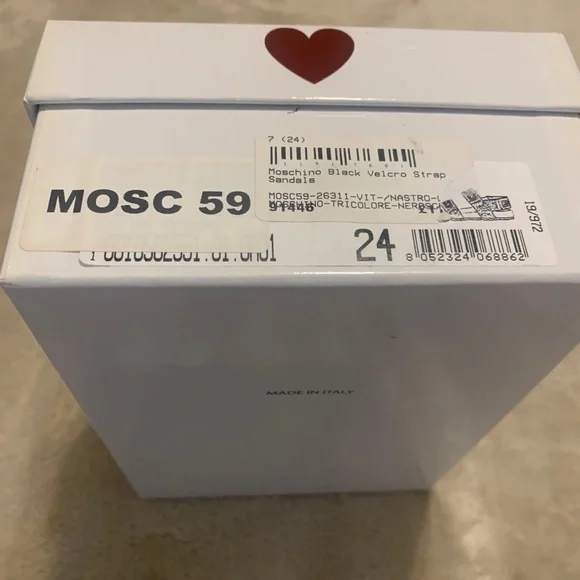 7 (24)
Moschino Black Velcro Strap
Sandals
MOSC59-26311-VIT-/NASTRO-
MOSCHINO-TRICOLORE-NERO
91446
MOSC 59
24
8 052324 068862
19/972
MADE IN ITALY